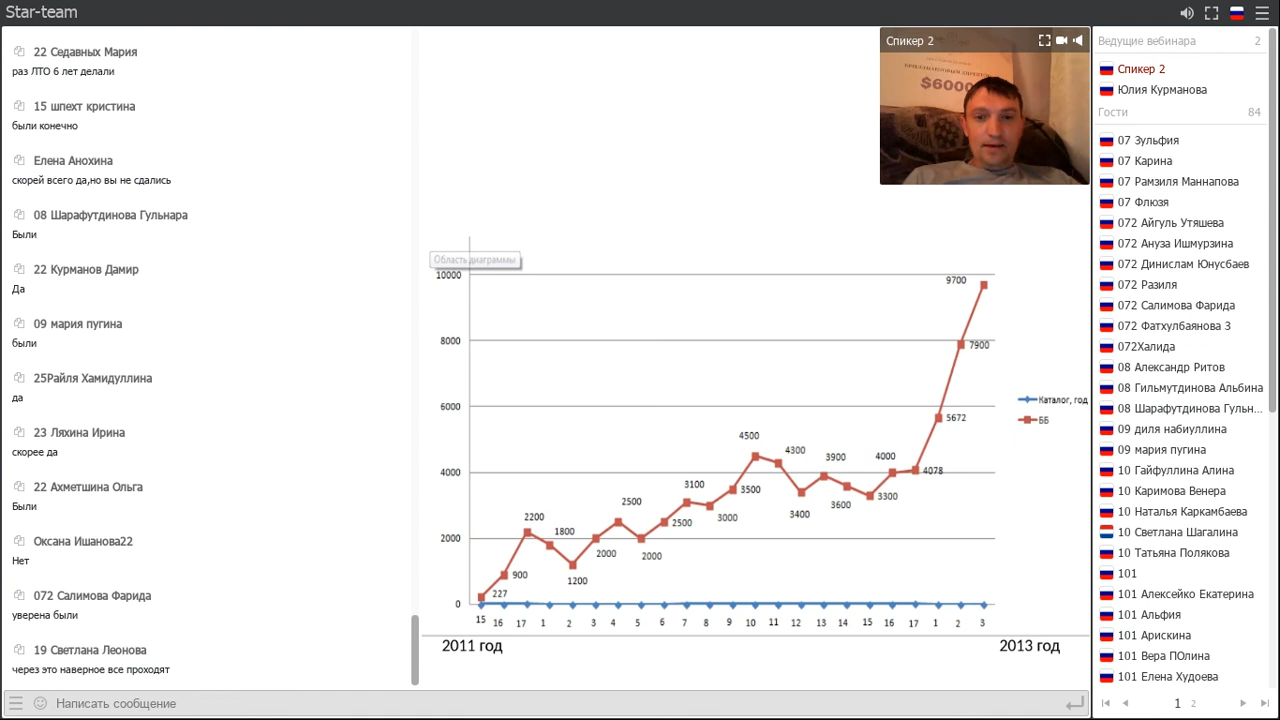 Star-team
22 Седавных Мария
раз ЛТО 6 лет делали
15 шпехт кристина
были конечно
Елена Анохина
скорей всего да,но вы не сдались
08 Шарафутдинова Гульнара
Были
22 Курманов Дамир
Да
09 мария пугина
были
25Райля Хамидуллина
да
23 Ляхина Ирина
скорее да
22 Ахметшина Ольга
Были
Оксана Ишанова22
Нет
072 Салимова Фарида
уверена были
19 Светлана Леонова
через это наверное все проходят
Написать сообщение
Спикер 2
$6000
Область диаграммы
10000
8000
6000
4000
2000
0
227
900
2200
1800
1200
2000
2500
2000
2500
3100
3000
3500
4500
4300
3400
3900
3600
3300
4000
4078
5672
7900
9700
15 16 17 1 2 3 4 5 6 7 8 9 10 11 12 13 14 15 16 17 1 2 3
2011 год
2013 год
Каталог, год
ББ
Ведущие вебинара 2
Спикер 2
Юлия Курманова
Гости 84
07 Зульфия
07 Карина
07 Рамзиля Маннапова
07 Флюзя
072 Айгуль Утяшева
072 Ануза Ишмурзина
072 Динислам Юнусбаев
072 Разиля
072 Салимова Фарида
072 Фатхулбаянова З
072Халида
08 Александр Ритов
08 Гильмутдинова Альбина
08 Шарафутдинова Гульн...
09 диля набиуллина
09 мария пугина
10 Гайфуллина Алина
10 Каримова Венера
10 Наталья Каркамбаева
10 Светлана Шагалина
10 Татьяна Полякова
101
101 Алексейко Екатерина
101 Альфия
101 Арискина
101 Вера ПОлина
101 Елена Худоева
1 2